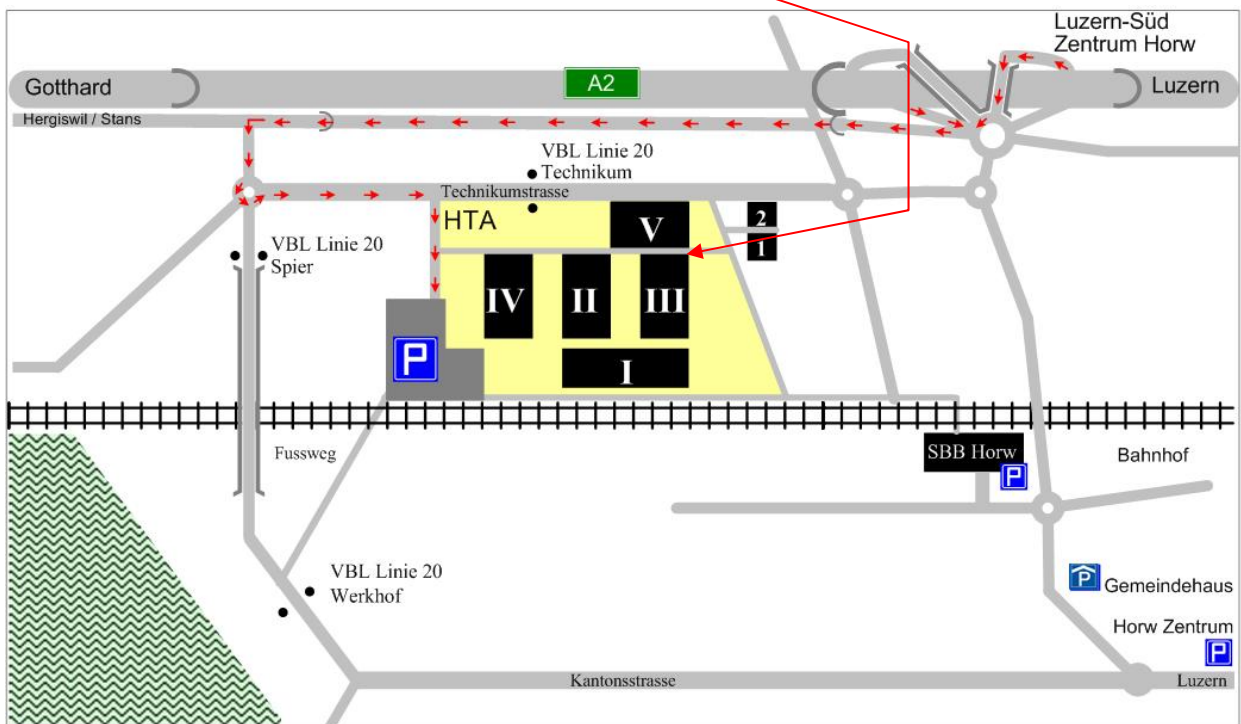 Luzern-Süd
Zentrum Horw
Gotthard
A2
Luzern
Hergiswil / Stans
VBL Linie 20
Technikum
Technikumstrasse
HTA
V
2
1
VBL Linie 20
Spier
IV
II
III
P
I
Fussweg
SBB Horw
P
Bahnhof
VBL Linie 20
Werkhof
P
Gemeindehaus
Horw Zentrum
P
Kantonsstrasse
Luzern